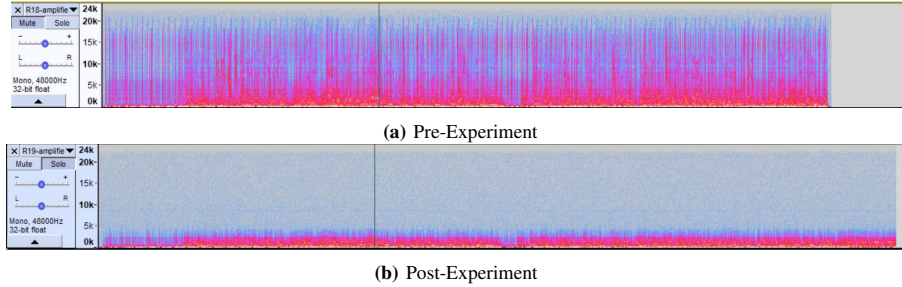 × R18-amplifie ▼
Mute Solo
- +
L R
Mono, 48000Hz
32-bit float
24k
20k
15k
10k
5k
0k
(a) Pre-Experiment
× R19-amplifie ▼
Mute Solo
- +
L R
Mono, 48000Hz
32-bit float
24k
20k
15k
10k
5k
0k
(b) Post-Experiment